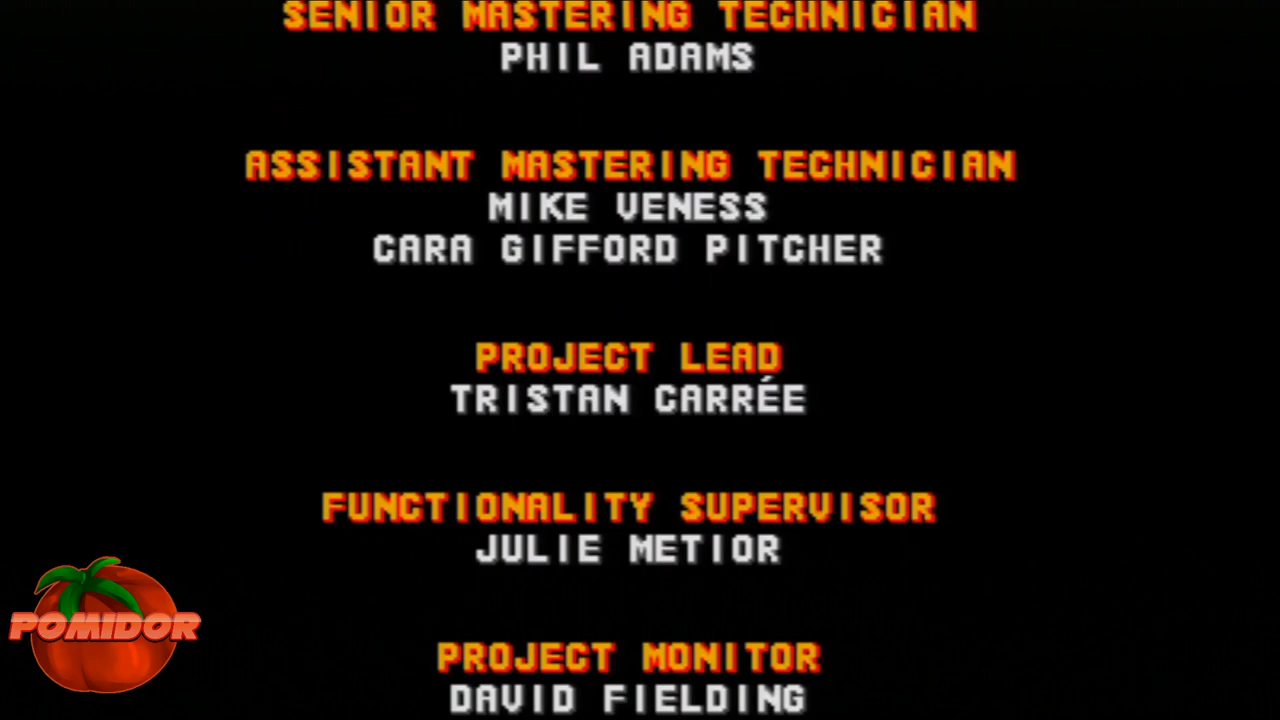 SENIOR MASTERING TECHNICIAN
PHIL ADAMS
ASSISTANT MASTERING TECHNICIAN
MIKE VENESS
CARA GIFFORD PITCHER
PROJECT LEAD
TRISTAN CARRÉE
FUNCTIONALITY SUPERVISOR
JULIE METIOR
PROJECT MONITOR
DAVID FIELDING
POMIDOR